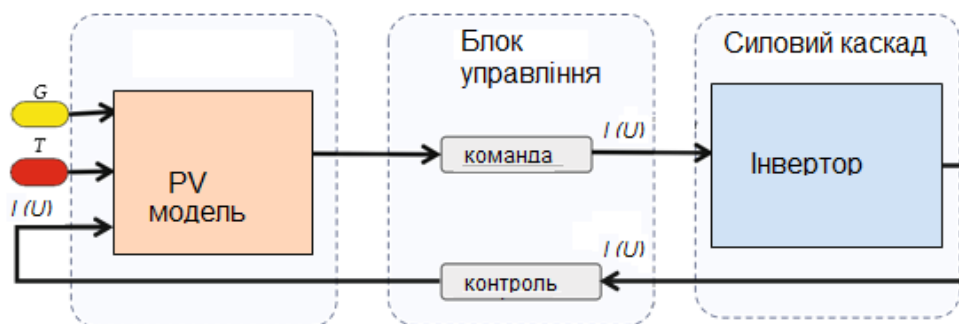 Блок
управління
Силовий каскад
G
T
I (U)
PV
модель
команда
I (U)
Інвертор
I (U)
контроль